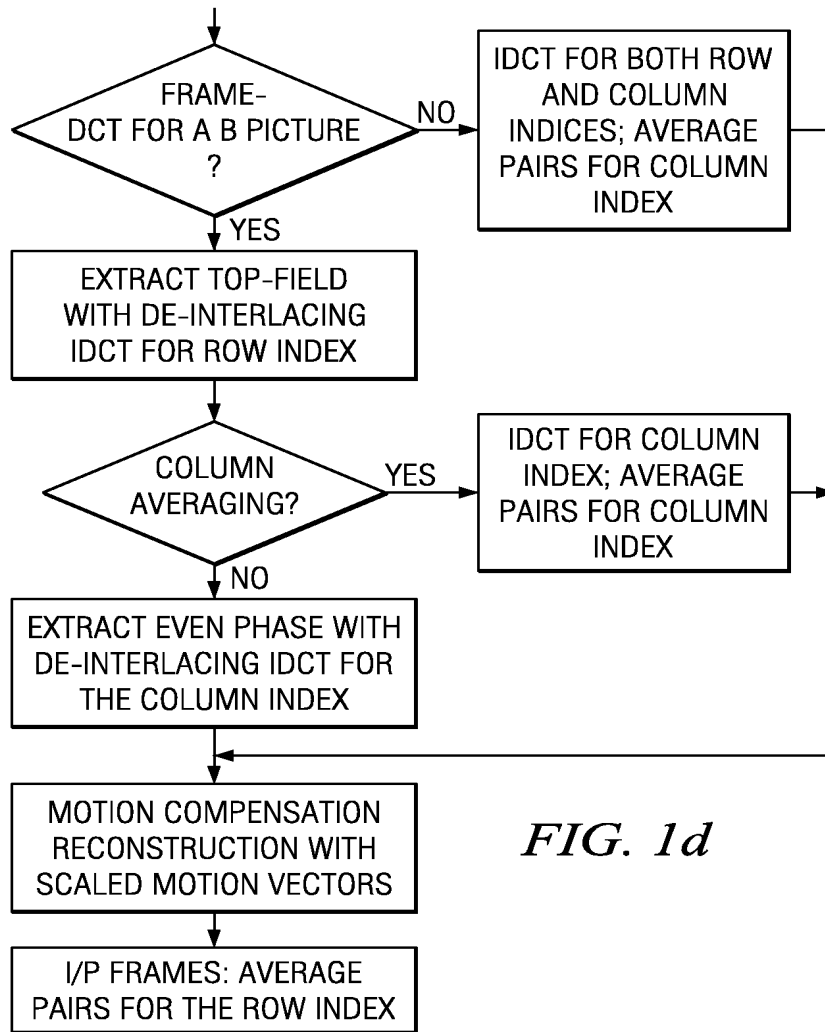 FRAME-
DCT FOR A B PICTURE
?
NO
IDCT FOR BOTH ROW
AND COLUMN
INDICES; AVERAGE
PAIRS FOR COLUMN
INDEX
YES
EXTRACT TOP-FIELD
WITH DE-INTERLACING
IDCT FOR ROW INDEX
COLUMN
AVERAGING?
YES
IDCT FOR COLUMN
INDEX; AVERAGE
PAIRS FOR COLUMN
INDEX
NO
EXTRACT EVEN PHASE WITH
DE-INTERLACING IDCT FOR
THE COLUMN INDEX
MOTION COMPENSATION
RECONSTRUCTION WITH
SCALED MOTION VECTORS
FIG. 1d
I/P FRAMES: AVERAGE
PAIRS FOR THE ROW INDEX